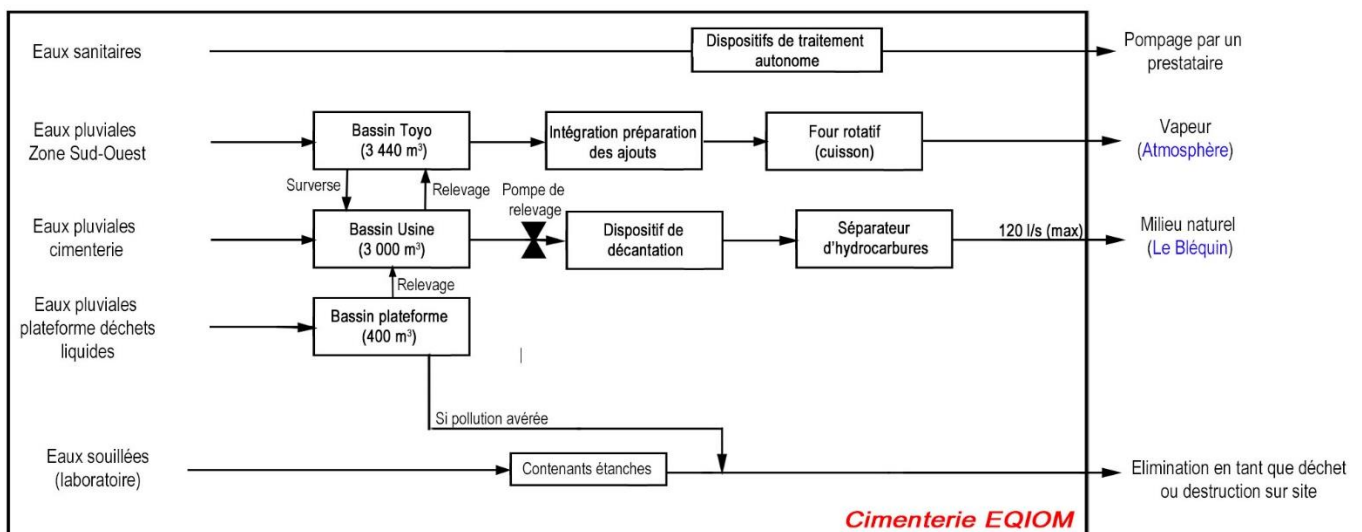 Eaux sanitaires
Dispositifs de traitement
autonome
Pompage par un
prestataire
Eaux pluviales
Zone Sud-Ouest
Bassin Toyo
(3 440 m³)
Intégration préparation
des ajouts
Four rotatif
(cuisson)
Vapeur
(Atmosphère)
Surverse
Relevage
Pompe de
relevage
Eaux pluviales
cimenterie
Bassin Usine
(3 000 m³)
Dispositif de
décantation
Séparateur
d'hydrocarbures
120 l/s (max)
Milieu naturel
(Le Bléquin)
Relevage
Eaux pluviales
plateforme déchets
liquides
Bassin plateforme
(400 m³)
Si pollution avérée
Eaux souillées
(laboratoire)
Contenants étanches
Elimination en tant que déchet
ou destruction sur site
Cimenterie EQIOM